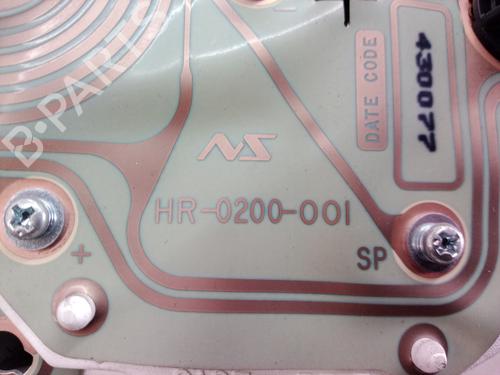 B-PARTS
DATE CODE
430077
NS
HR-0200-001
+
SP